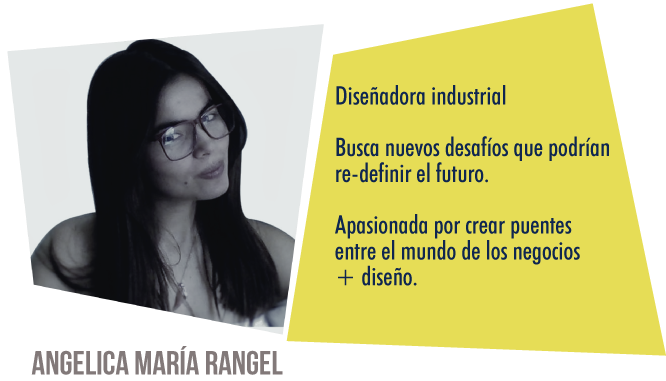 Diseñadora industrial
Busca nuevos desafíos que podrían
re-definir el futuro.
Apasionada por crear puentes
entre el mundo de los negocios
+ diseño.
ANGELICA MARÍA RANGEL